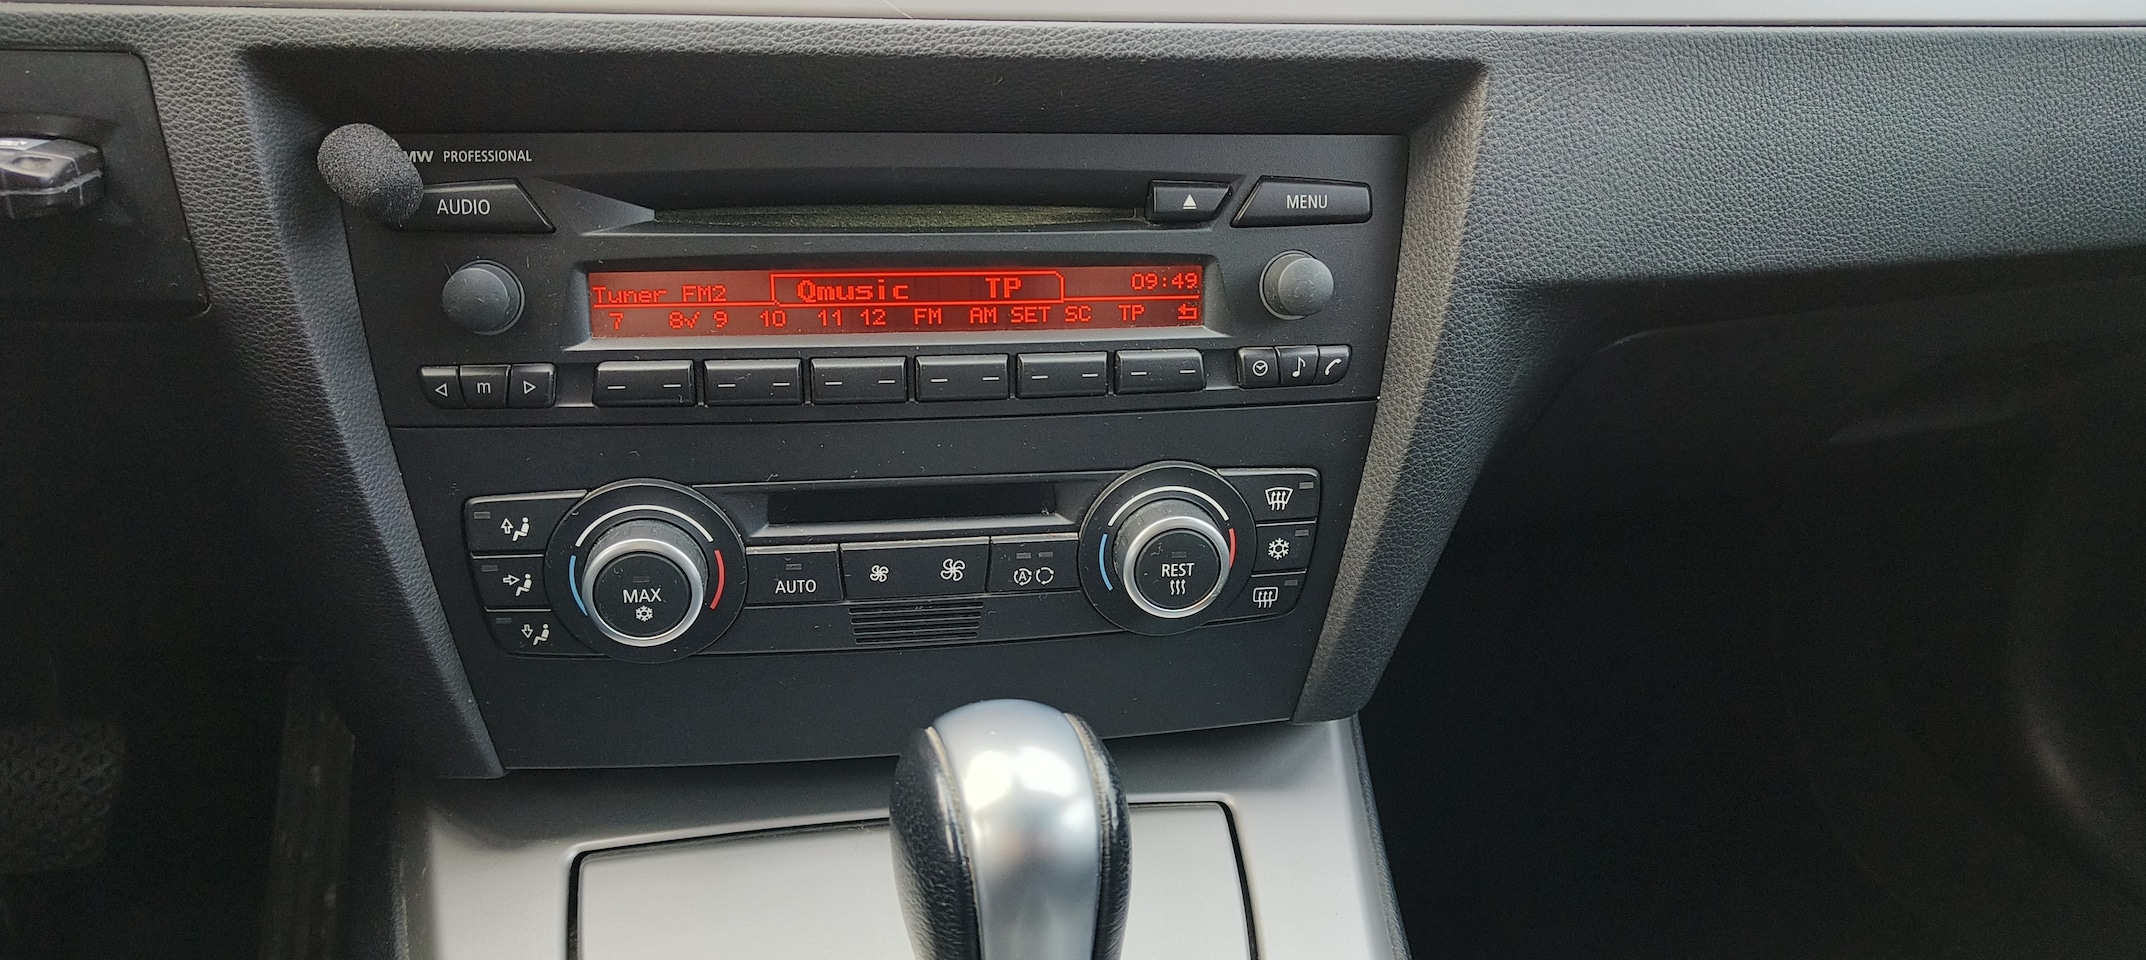 MW PROFESSIONAL
AUDIO
MENU
Tuner FM2 Qmusic TP 09:49
7 8√ 9 10 11 12 FM AM SET SC TP
m
MAX
AUTO
A
REST